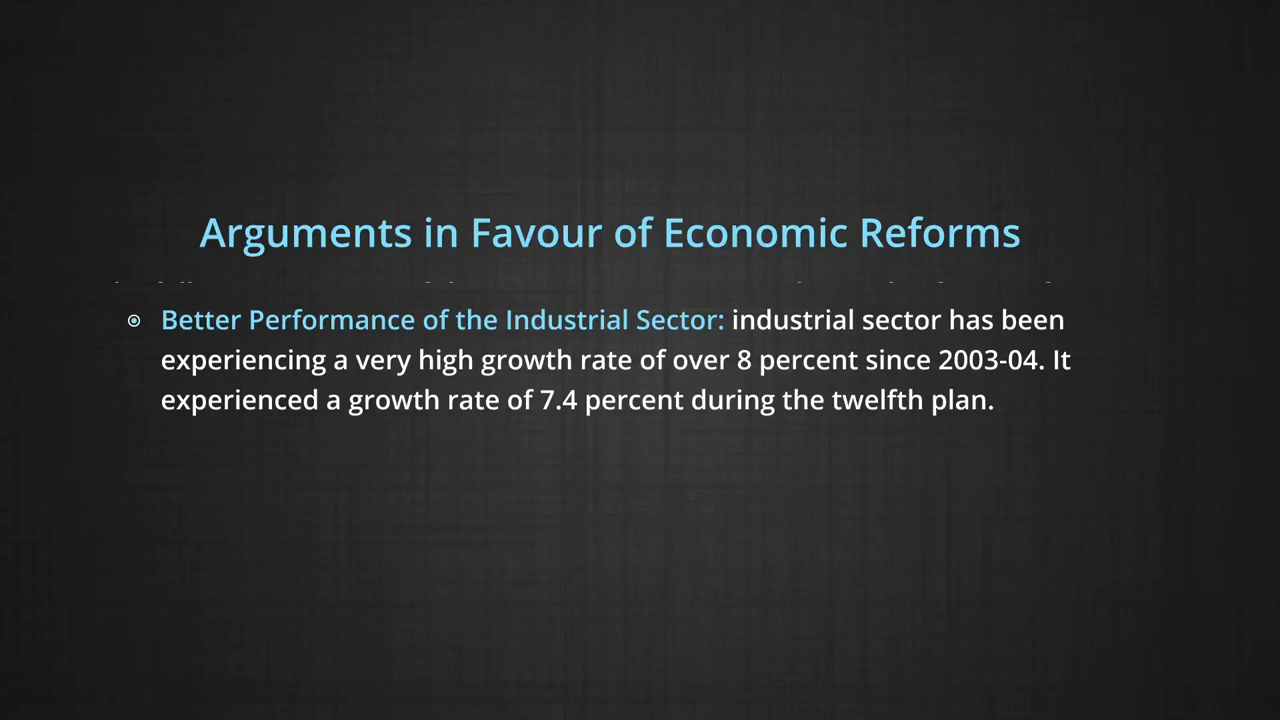 Arguments in Favour of Economic Reforms
Better Performance of the Industrial Sector: industrial sector has been
experiencing a very high growth rate of over 8 percent since 2003-04. It
experienced a growth rate of 7.4 percent during the twelfth plan.